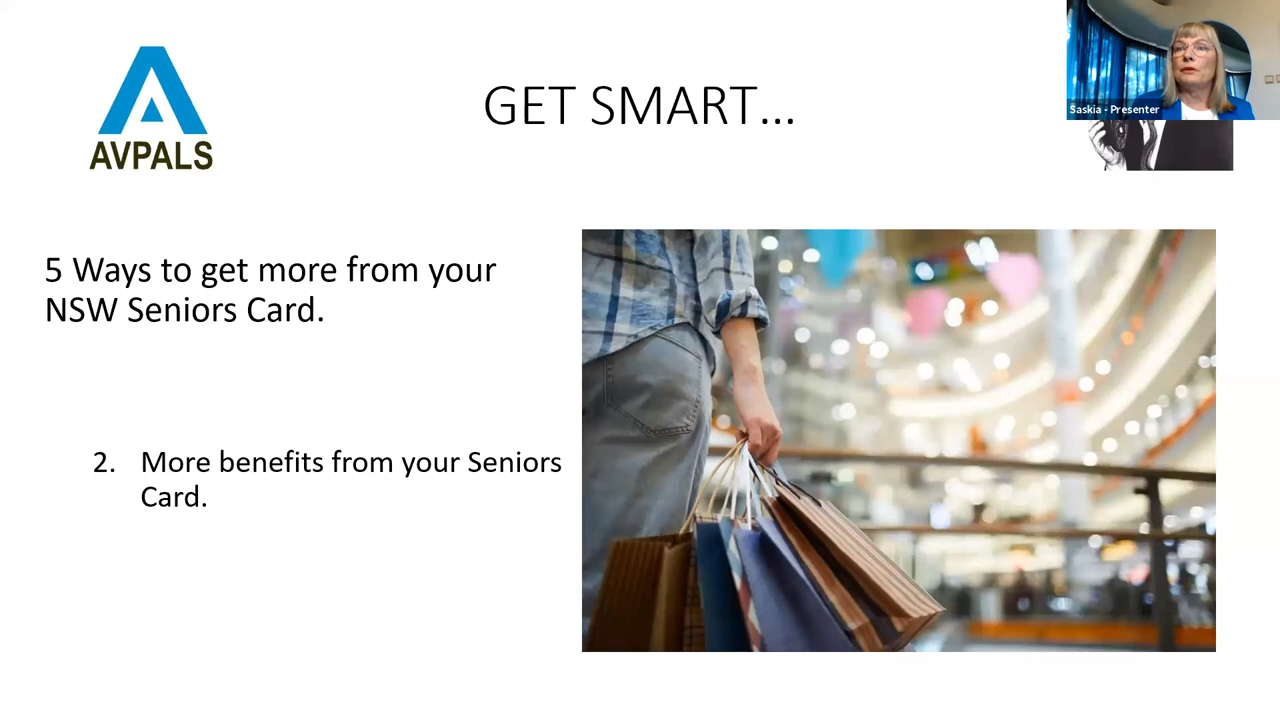 AVPALS
GET SMART...
Saskia - Presenter
5 Ways to get more from your
NSW Seniors Card.
2. More benefits from your Seniors
Card.